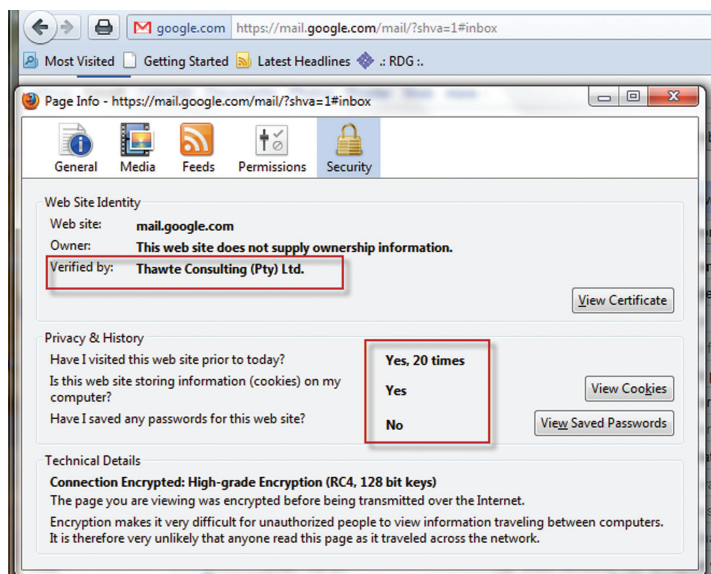 google.com https://mail.google.com/mail/?shva=1#inbox
Most Visited Getting Started Latest Headlines .: RDG :.
Page Info - https://mail.google.com/mail/?shva=1#inbox
General Media Feeds Permissions Security
Web Site Identity
Web site: mail.google.com
Owner: This web site does not supply ownership information.
Verified by: Thawte Consulting (Pty) Ltd.
View Certificate
Privacy & History
Have I visited this web site prior to today? Yes, 20 times
Is this web site storing information (cookies) on my
computer? Yes View Cookies
Have I saved any passwords for this web site? No View Saved Passwords
Technical Details
Connection Encrypted: High-grade Encryption (RC4, 128 bit keys)
The page you are viewing was encrypted before being transmitted over the Internet.
Encryption makes it very difficult for unauthorized people to view information traveling between computers.
It is therefore very unlikely that anyone read this page as it traveled across the network.